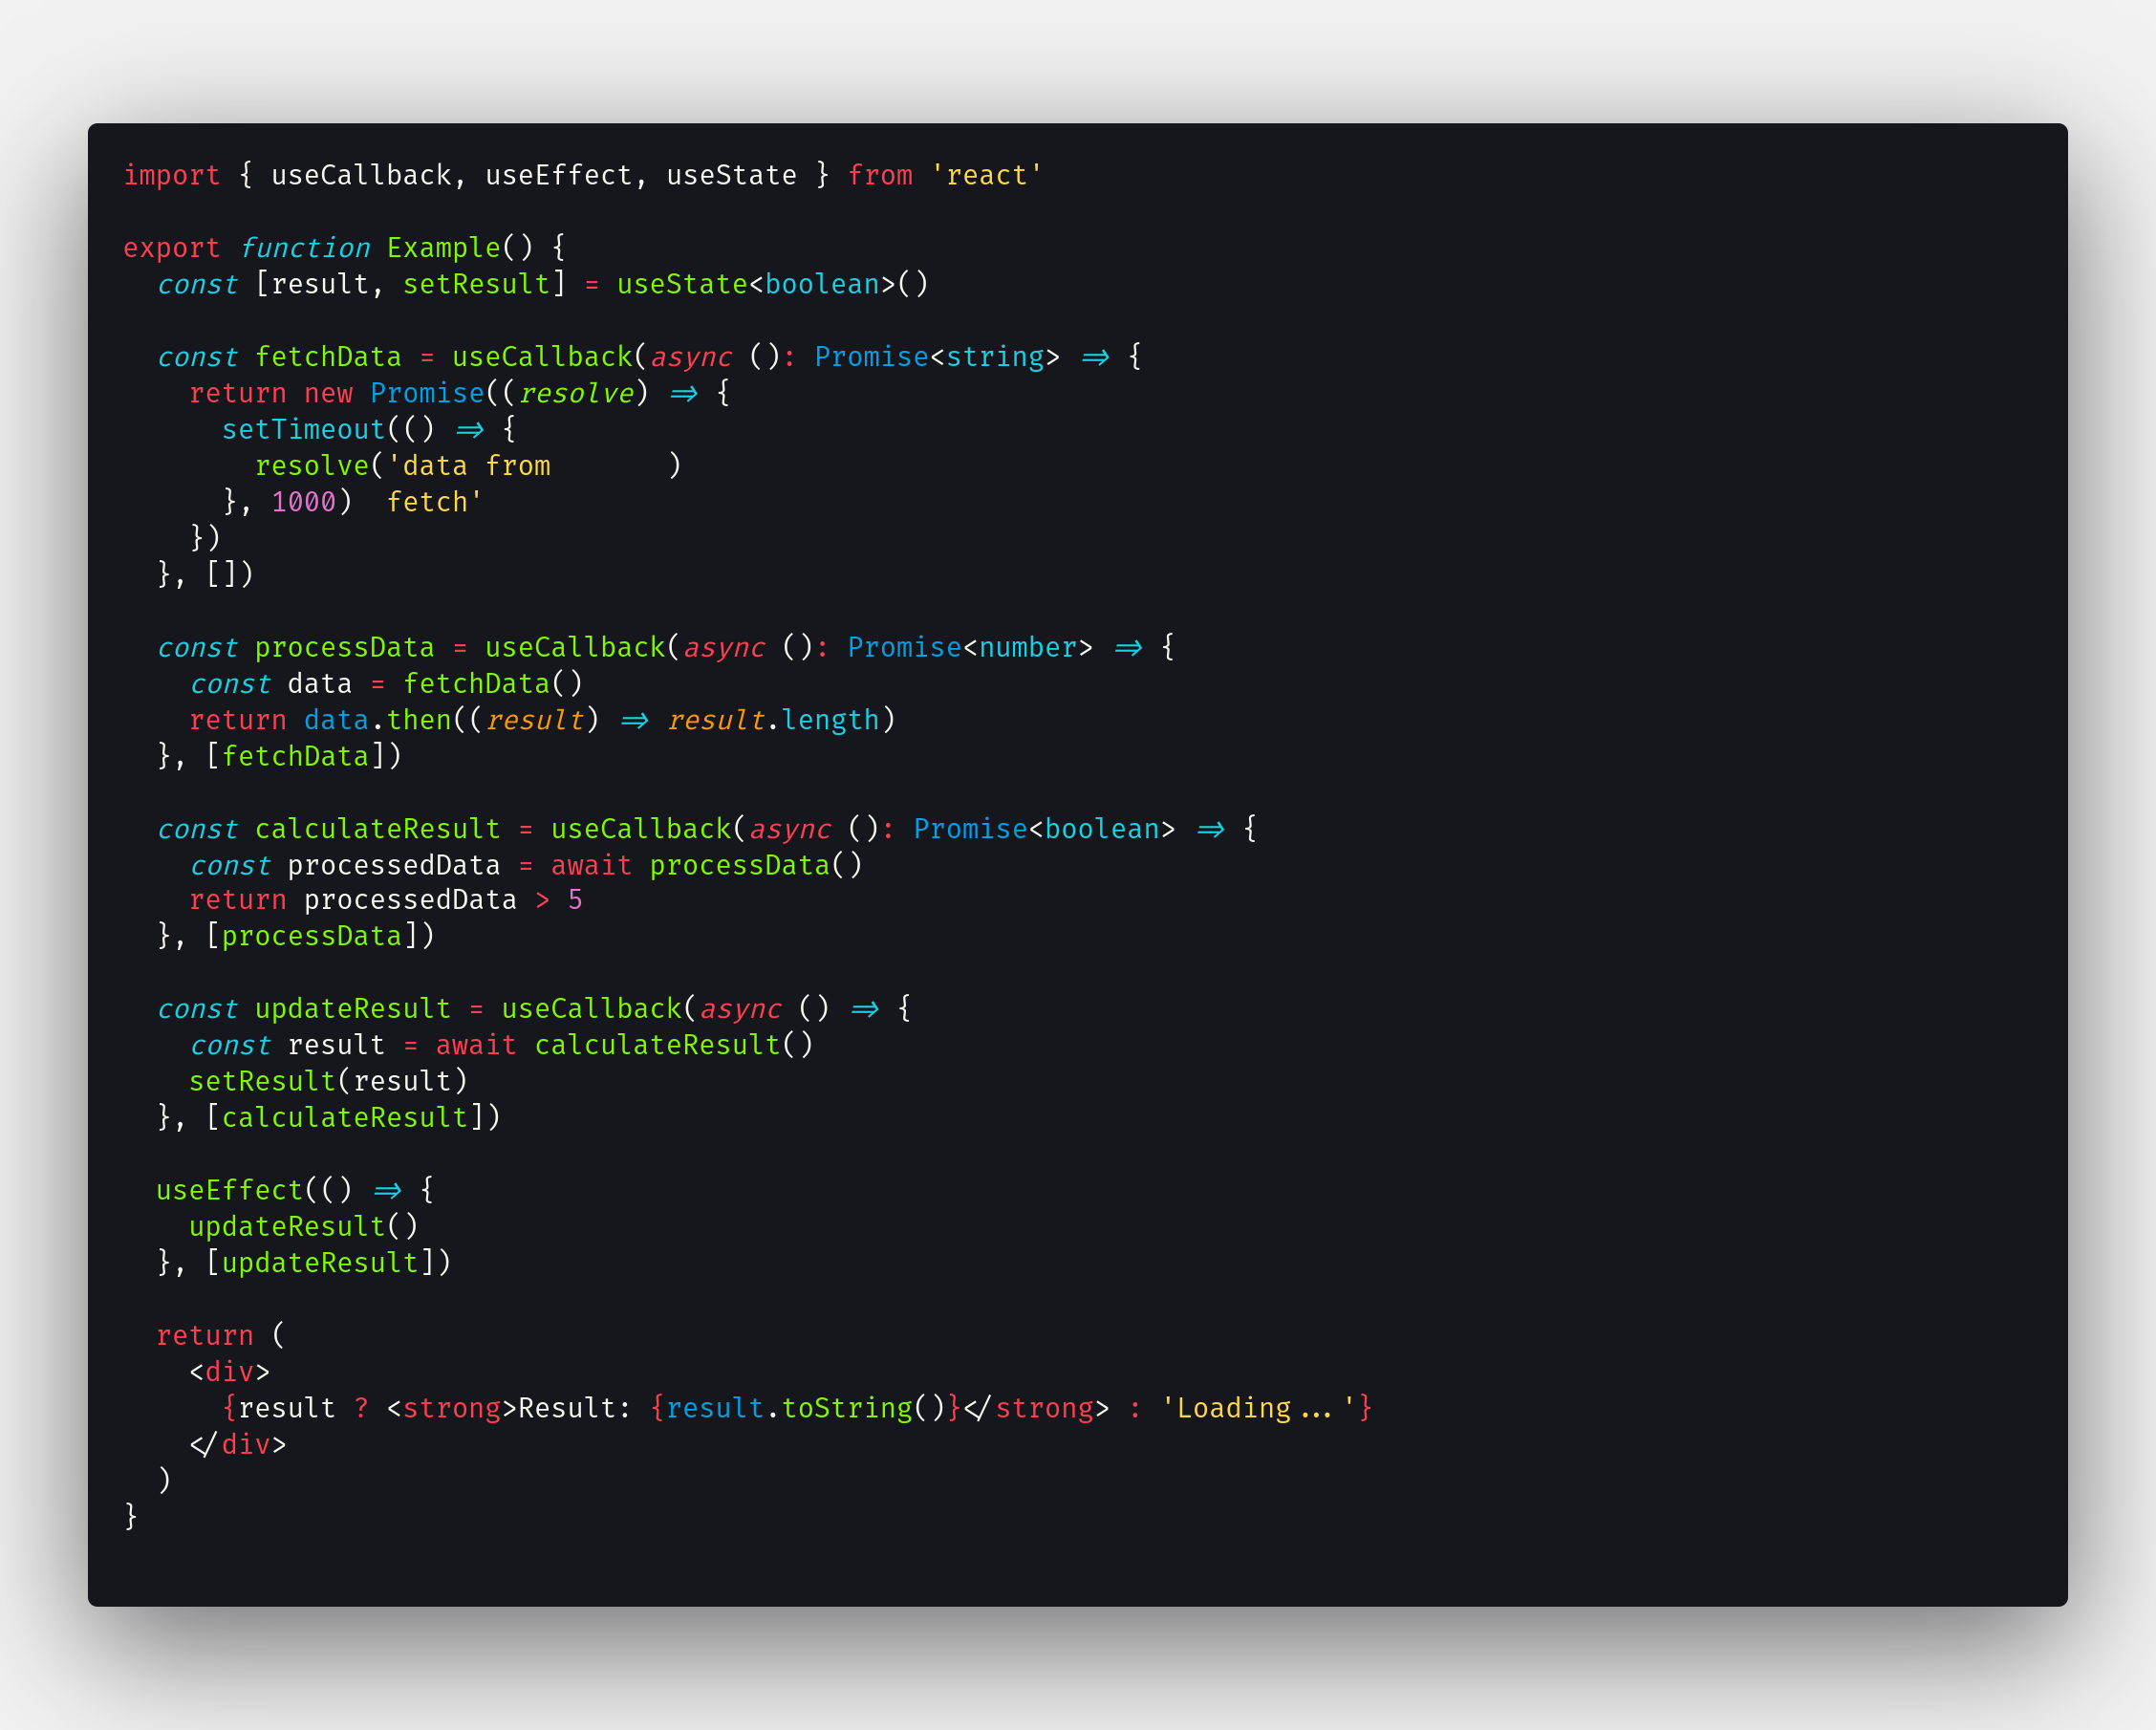 import { useCallback, useEffect, useState } from 'react'
export function Example() {
const [result, setResult] = useState<boolean>()
const fetchData = useCallback(async (): Promise<string> => {
return new Promise((resolve) => {
setTimeout(() => {
resolve('data from )
}, 1000) fetch'
})
}, [])
const processData = useCallback(async (): Promise<number> => {
const data = fetchData()
return data.then((result) => result.length)
}, [fetchData])
const calculateResult = useCallback(async (): Promise<boolean> => {
const processedData = await processData()
return processedData > 5
}, [processData])
const updateResult = useCallback(async () => {
const result = await calculateResult()
setResult(result)
}, [calculateResult])
useEffect(() => {
updateResult()
}, [updateResult])
return (
<div>
{result ? <strong>Result: {result.toString()}</strong> : 'Loading...'}
</div>
)
}